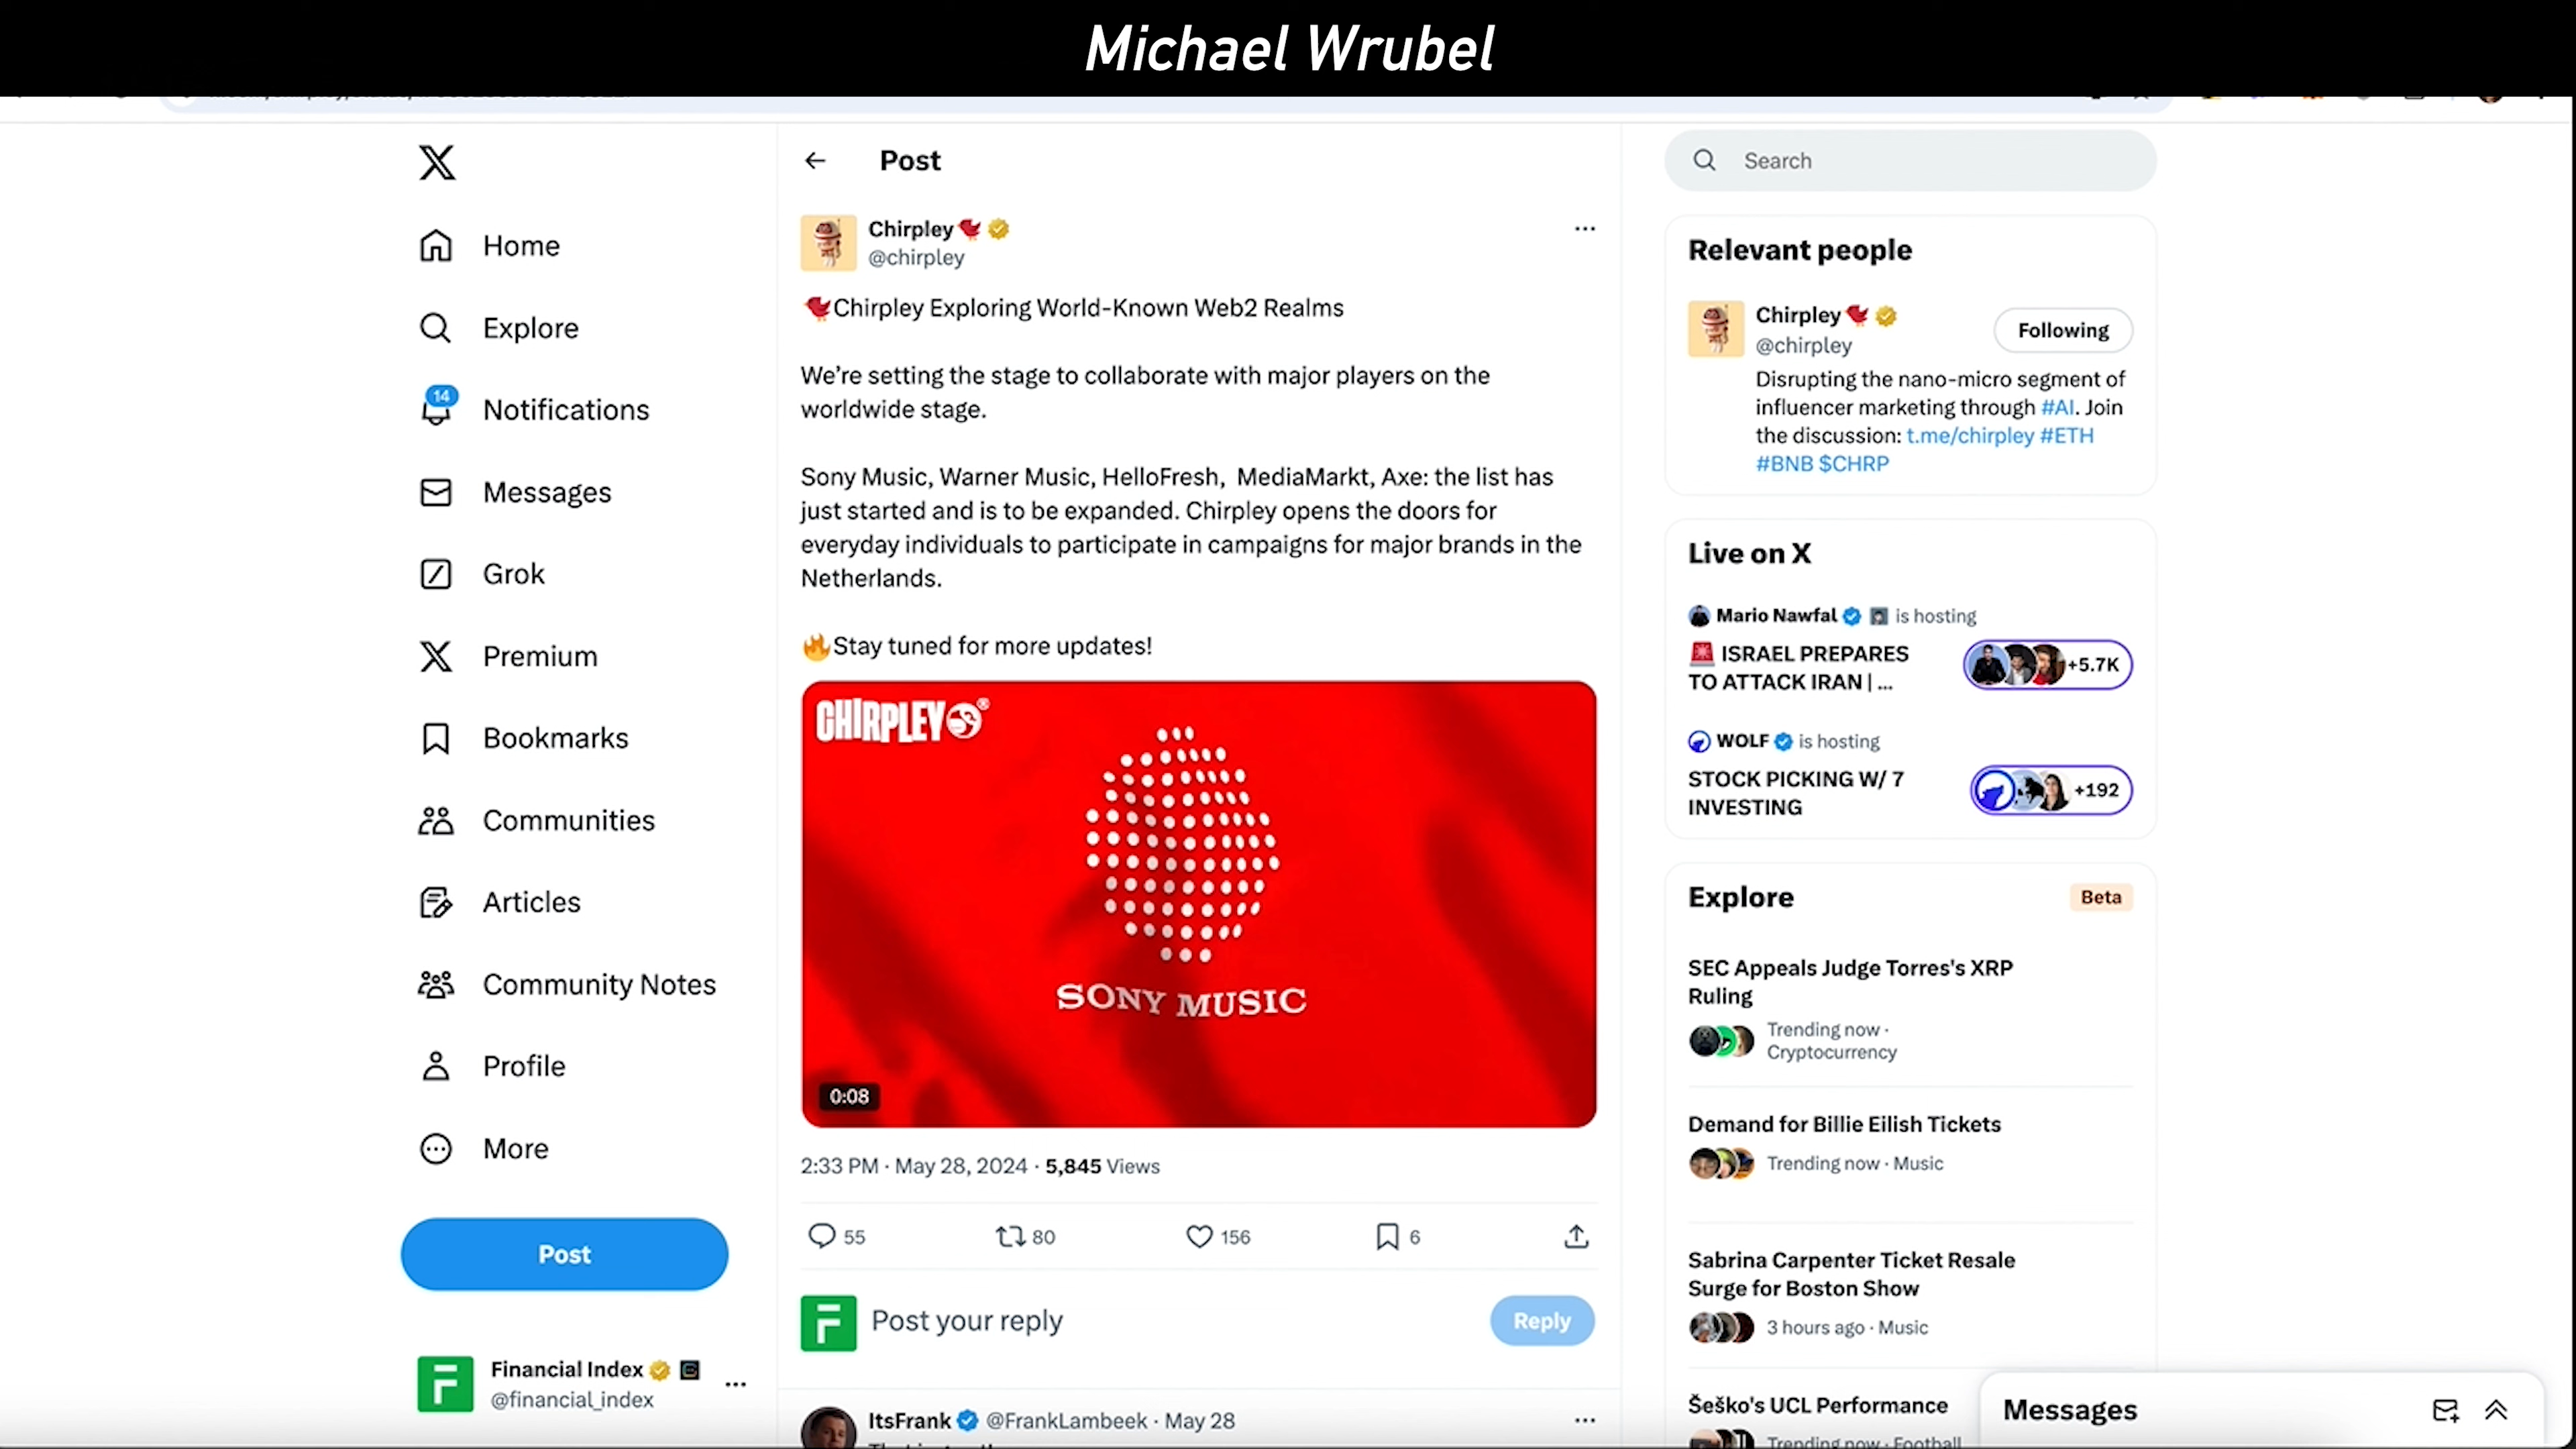 Michael Wrubel
Home
Explore
14
Notifications
Messages
Grok
Premium
Bookmarks
Communities
Articles
Community Notes
Profile
More
Post
Financial Index
@financial_index
Post
Chirpley
@chirpley
Chirpley Exploring World-Known Web2 Realms
We're setting the stage to collaborate with major players on the
worldwide stage.
Sony Music, Warner Music, HelloFresh, MediaMarkt, Axe: the list has
just started and is to be expanded. Chirpley opens the doors for
everyday individuals to participate in campaigns for major brands in the
Netherlands.
🔥Stay tuned for more updates!
CHIRPLEY®
SONY MUSIC
0:08
2:33 PM · May 28, 2024 · 5,845 Views
55 80 156 6
Post your reply
Reply
ItsFrank @FrankLambeek · May 28
Search
Relevant people
Chirpley
@chirpley
Following
Disrupting the nano-micro segment of
influencer marketing through #AI. Join
the discussion: t.me/chirpley #ETH
#BNB $CHRP
Live on X
Mario Nawfal is hosting
🚨 ISRAEL PREPARES
TO ATTACK IRAN | ...
+5.7K
WOLF is hosting
STOCK PICKING W/ 7
INVESTING
+192
Explore
Beta
SEC Appeals Judge Torres's XRP
Ruling
Trending now ·
Cryptocurrency
Demand for Billie Eilish Tickets
Trending now · Music
Sabrina Carpenter Ticket Resale
Surge for Boston Show
3 hours ago · Music
Šeško's UCL Performance
Trending now · Football
Messages